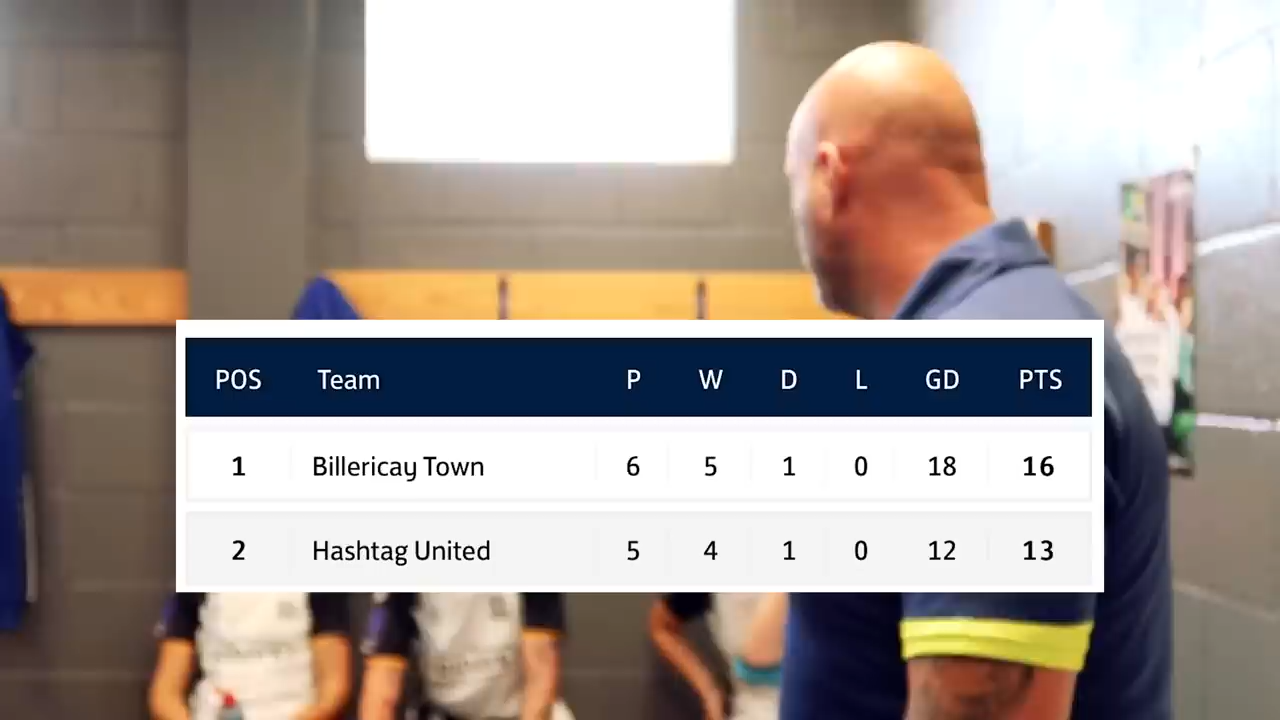 POS Team P W D L GD PTS
1 Billericay Town 6 5 1 0 18 16
2 Hashtag United 5 4 1 0 12 13